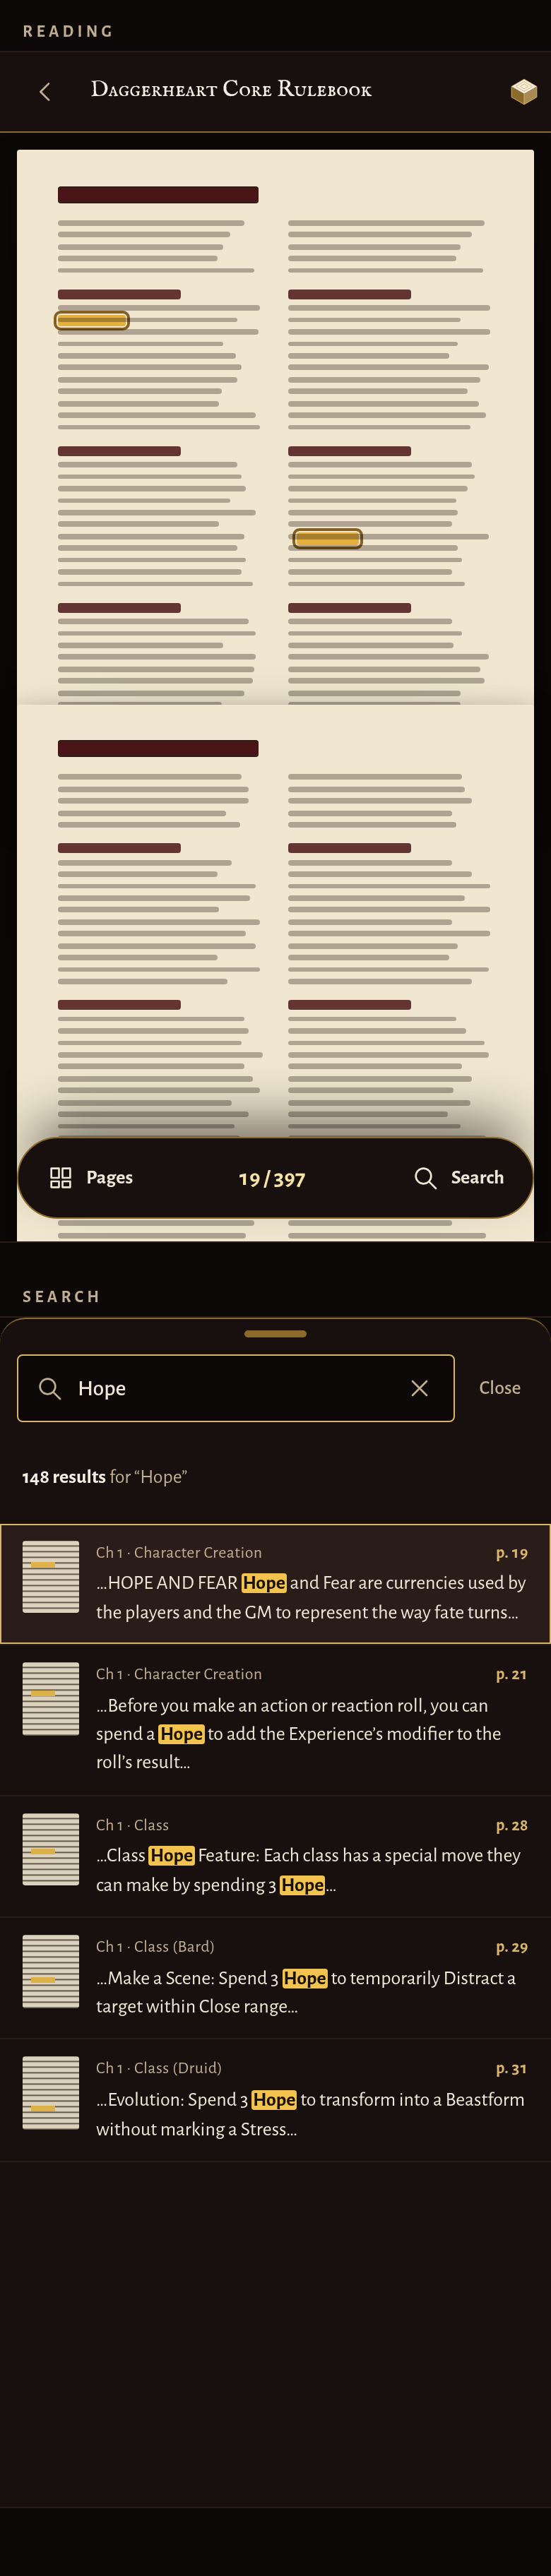 READING
Daggerheart Core Rulebook
Pages
19 / 397
Search
SEARCH
Hope
Close
148 results for “Hope”
Ch 1 · Character Creation
p. 19
…HOPE AND FEAR Hope and Fear are currencies used by
the players and the GM to represent the way fate turns…
Ch 1 · Character Creation
p. 21
…Before you make an action or reaction roll, you can
spend a Hope to add the Experience’s modifier to the
roll’s result…
Ch 1 · Class
p. 28
…Class Hope Feature: Each class has a special move they
can make by spending 3 Hope…
Ch 1 · Class (Bard)
p. 29
…Make a Scene: Spend 3 Hope to temporarily Distract a
target within Close range…
Ch 1 · Class (Druid)
p. 31
…Evolution: Spend 3 Hope to transform into a Beastform
without marking a Stress…